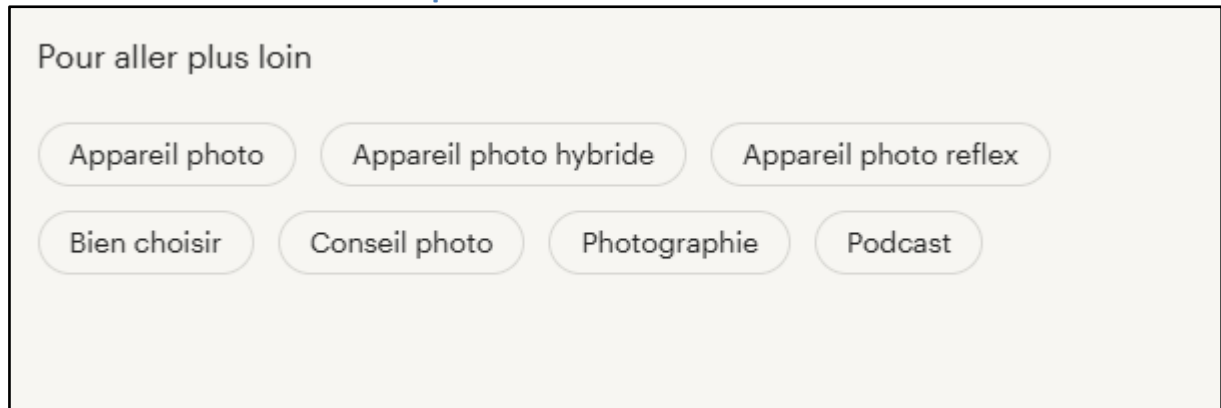 Pour aller plus loin
Appareil photo Appareil photo hybride Appareil photo reflex
Bien choisir Conseil photo Photographie Podcast